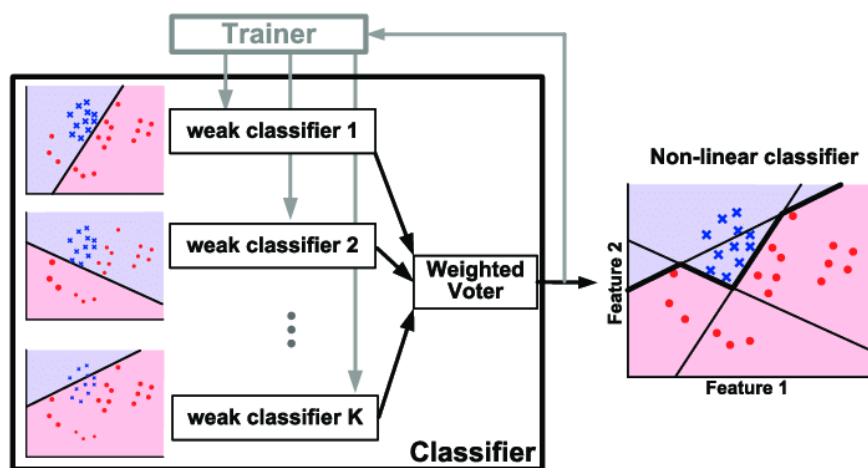 Trainer
weak classifier 1
weak classifier 2
weak classifier K
Weighted
Voter
Classifier
Non-linear classifier
Feature 2
Feature 1